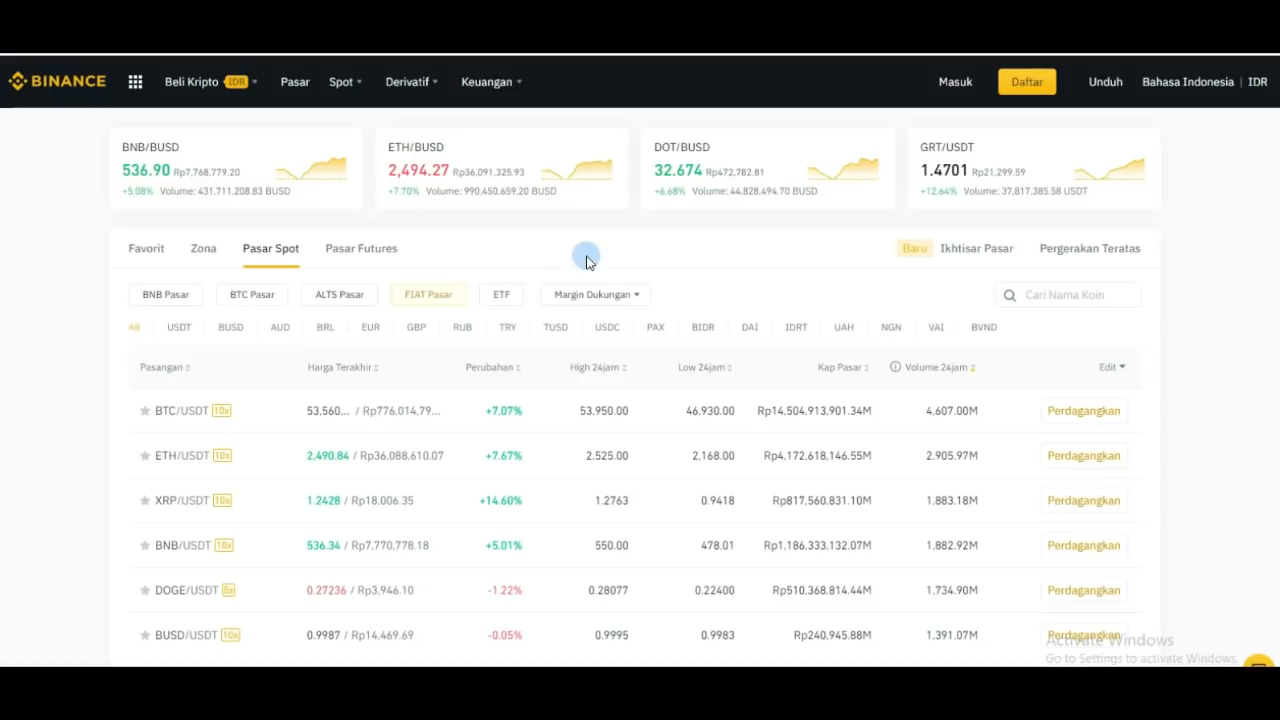 BINANCE Beli Kripto IDR Pasar Spot Derivatif Keuangan Masuk Daftar Unduh Bahasa Indonesia | IDR
BNB/BUSD ETH/BUSD DOT/BUSD GRT/USDT
536.90 Rp7,768,779.20 2,494.27 Rp36,091,325.93 32.674 Rp472,782.81 1.4701 Rp21,299.59
+5.08% Volume: 431,711,208.83 BUSD +7.70% Volume: 990,450,659.20 BUSD +6.68% Volume: 44,828,494.70 BUSD +12.64% Volume: 37,817,385.58 USDT
Favorit Zona Pasar Spot Pasar Futures Baru Ikhtisar Pasar Pergerakan Teratas
BNB Pasar BTC Pasar ALTS Pasar FIAT Pasar ETF Margin Dukungan Cari Nama Koin
All USDT BUSD AUD BRL EUR GBP RUB TRY TUSD USDC PAX BIDR DAI IDRT UAH NGN VAI BVND
Pasangan Harga Terakhir Perubahan High 24jam Low 24jam Kap Pasar Volume 24jam Edit
BTC/USDT 10x 53.560... / Rp776.014,79... +7.07% 53.950.00 46.930.00 Rp14.504,913,901.34M 4,607.00M Perdagangkan
ETH/USDT 10x 2,490.84 / Rp36,088,610.07 +7.67% 2.525.00 2,168.00 Rp4,172,618,146.55M 2,905.97M Perdagangkan
XRP/USDT 10x 1.2428 / Rp18,006.35 +14.60% 1.2763 0.9418 Rp817,560,831.10M 1,883.18M Perdagangkan
BNB/USDT 10x 536.34 / Rp7,770,778.18 +5.01% 550.00 478.01 Rp1,186,333,132.07M 1,882.92M Perdagangkan
DOGE/USDT 5x 0.27236 / Rp3,946.10 -1.22% 0.28077 0.22400 Rp510,368,814.44M 1,734.90M Perdagangkan
BUSD/USDT 10x 0.9987 / Rp14,469.69 -0.05% 0.9995 0.9983 Rp240,945.88M 1,391.07M Perdagangkan
Activate Windows
Go to Settings to activate Windows.